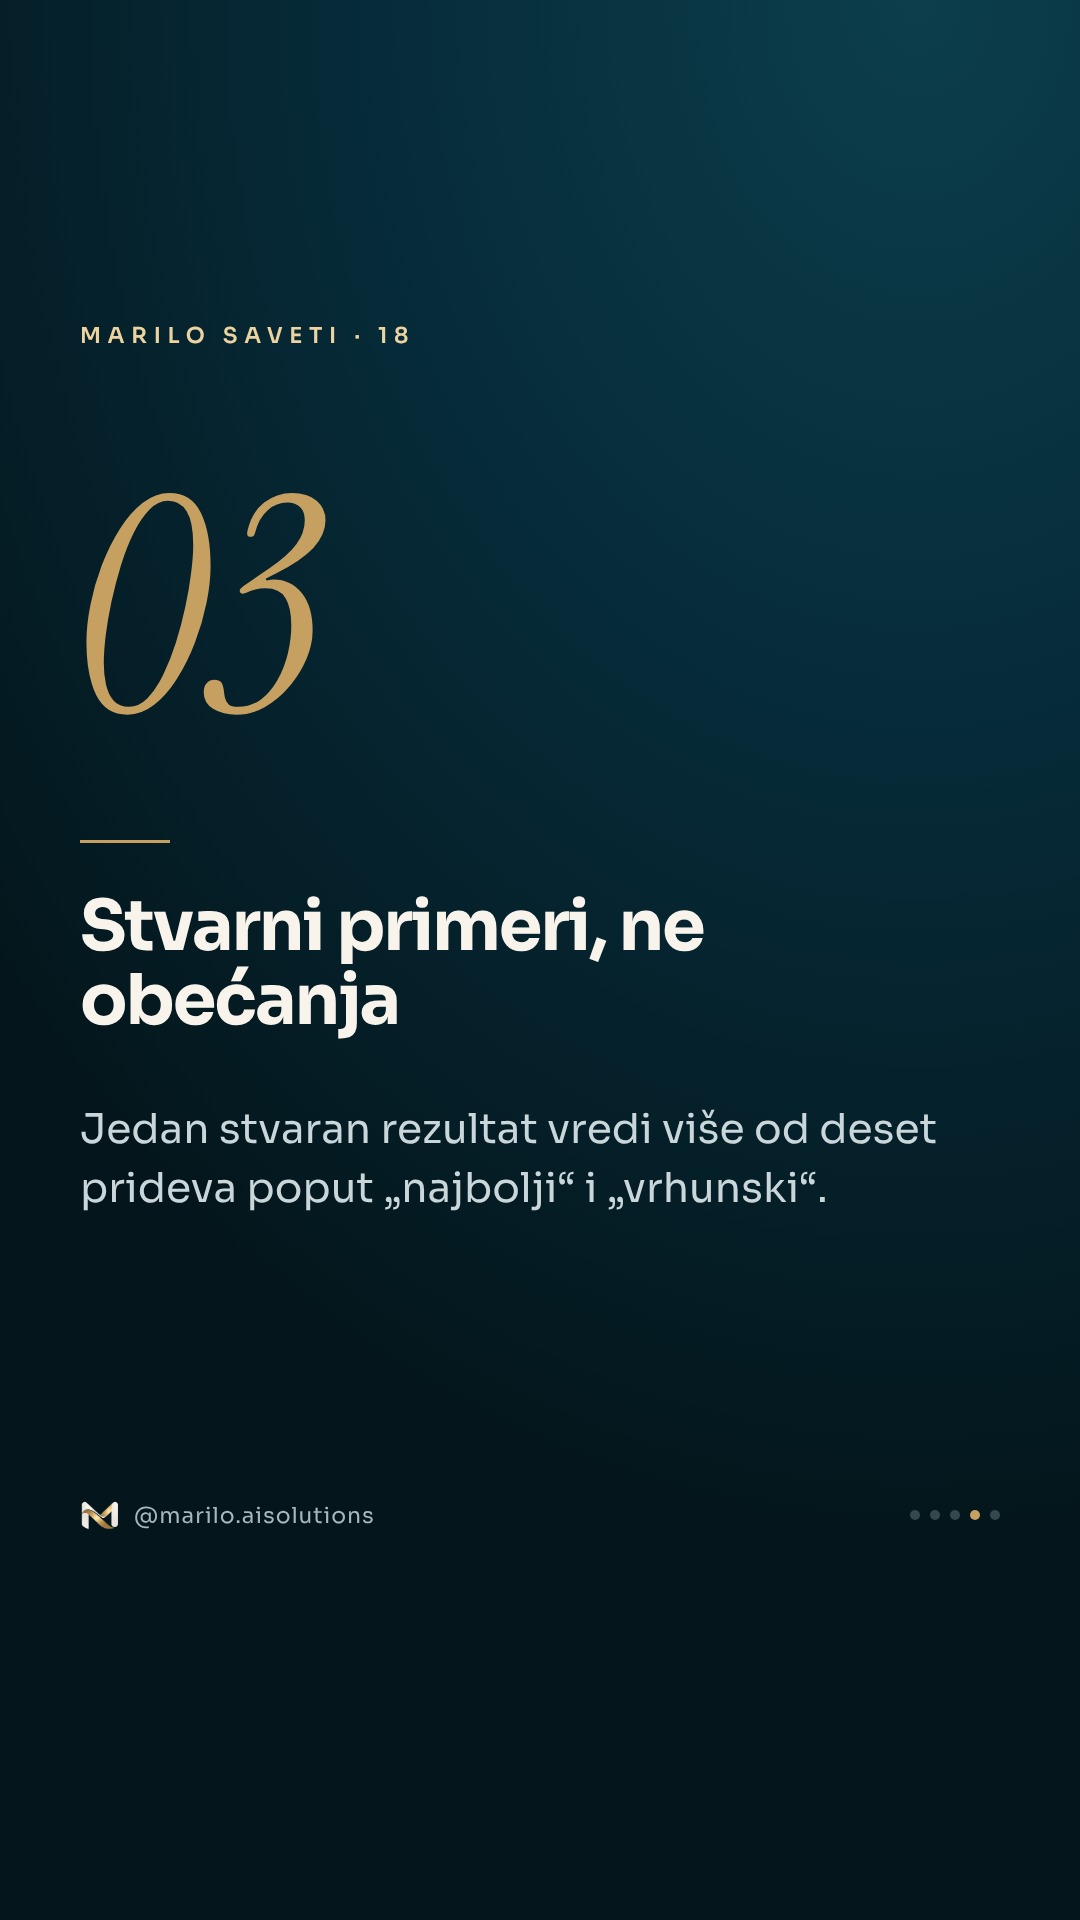 MARILO SAVETI · 18
03
Stvarni primeri, ne
obećanja
Jedan stvaran rezultat vredi više od deset
prideva poput „najbolji“ i „vrhunski“.
@marilo.aisolutions